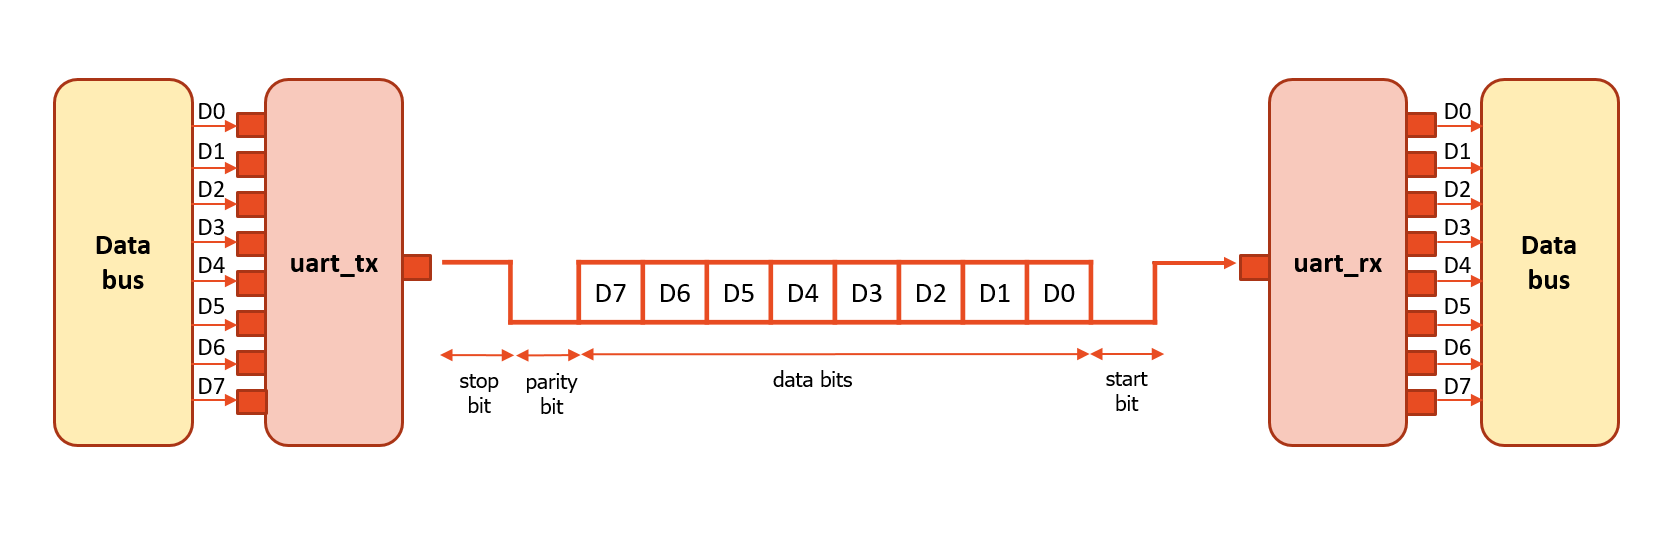 D0
D1
D2
D3
D4
D5
D6
D7
Data
bus
uart_tx
D7 D6 D5 D4 D3 D2 D1 D0
stop
bit
parity
bit
data bits
start
bit
uart_rx
D0
D1
D2
D3
D4
D5
D6
D7
Data
bus